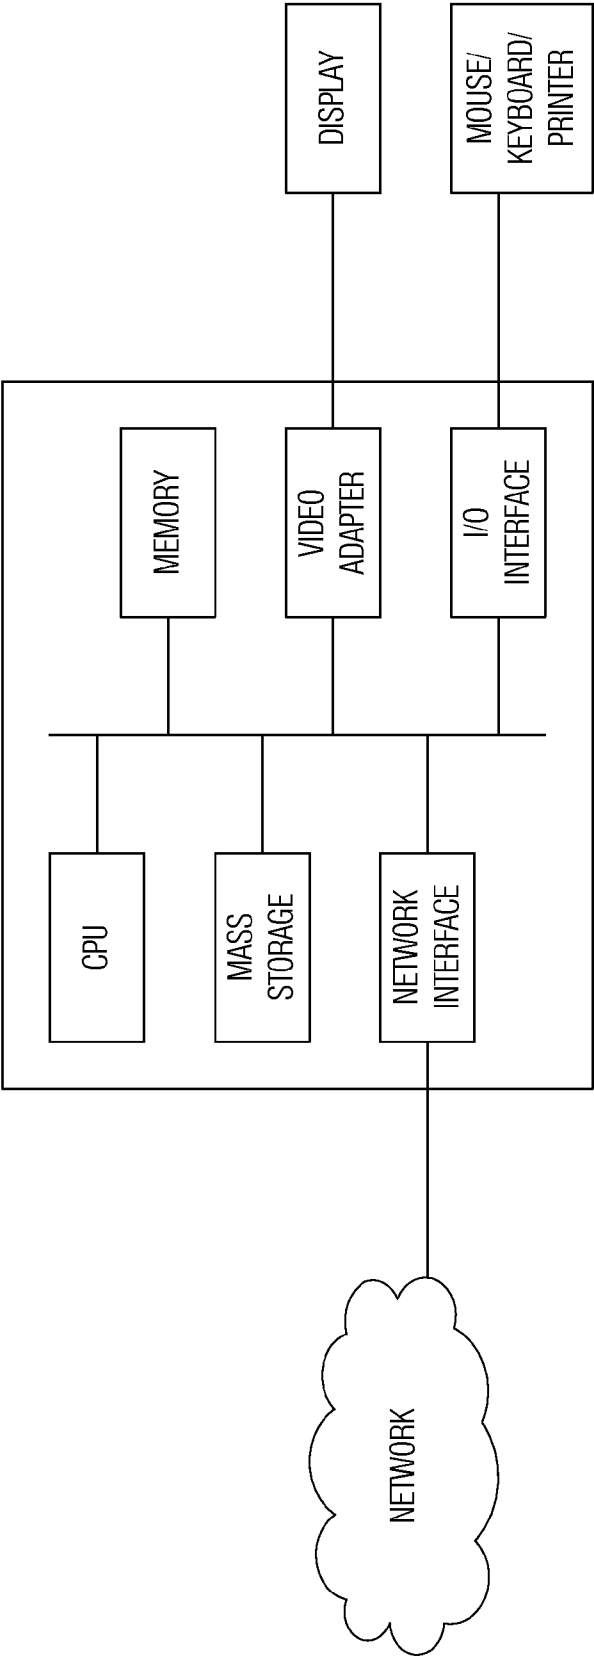 CPU
MEMORY
MASS
STORAGE
VIDEO
ADAPTER
DISPLAY
NETWORK
NETWORK
INTERFACE
I/O
INTERFACE
MOUSE/
KEYBOARD/
PRINTER